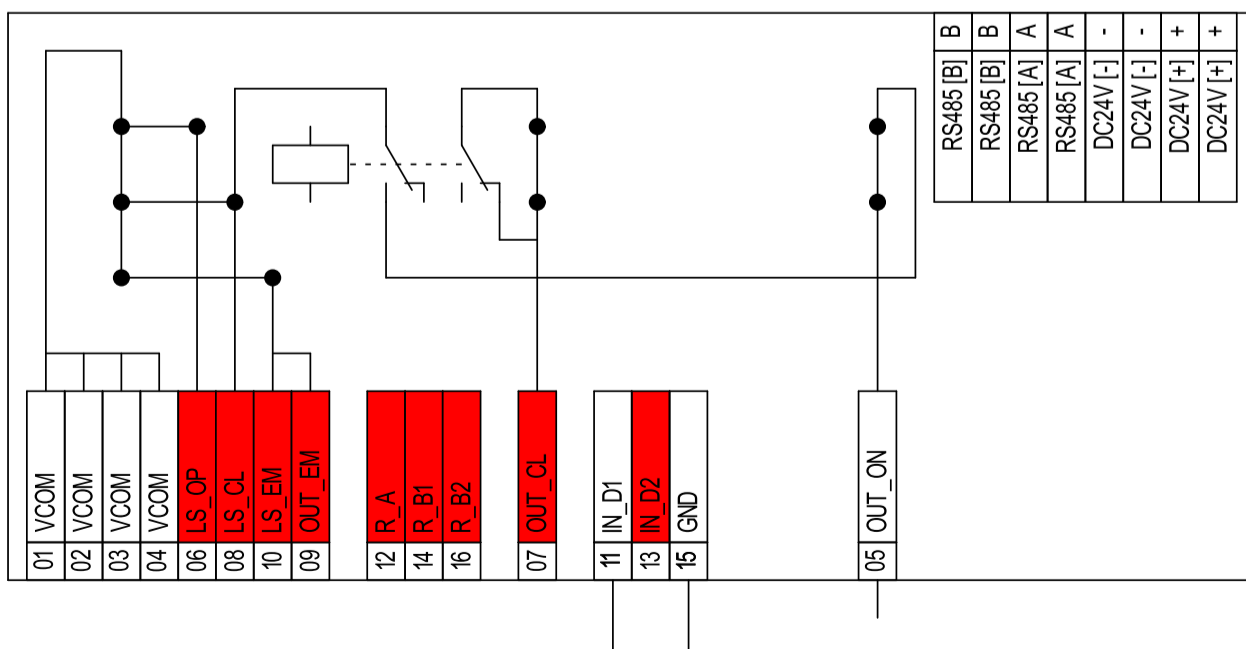 B
B
A
A
-
-
+
+
RS485 [B]
RS485 [B]
RS485 [A]
RS485 [A]
DC24V [-]
DC24V [-]
DC24V [+]
DC24V [+]
VCOM
VCOM
VCOM
VCOM
LS_OP
LS_CL
LS_EM
OUT_EM
R_A
R_B1
R_B2
OUT_CL
IN_D1
IN_D2
GND
OUT_ON
01
02
03
04
06
08
10
09
12
14
16
07
11
13
15
05